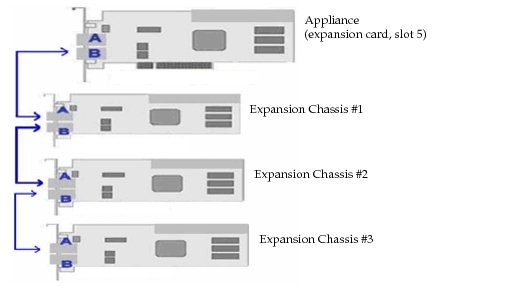 Appliance
(expansion card, slot 5)
A
B
Expansion Chassis #1
A
B
Expansion Chassis #2
A
B
Expansion Chassis #3
A
B